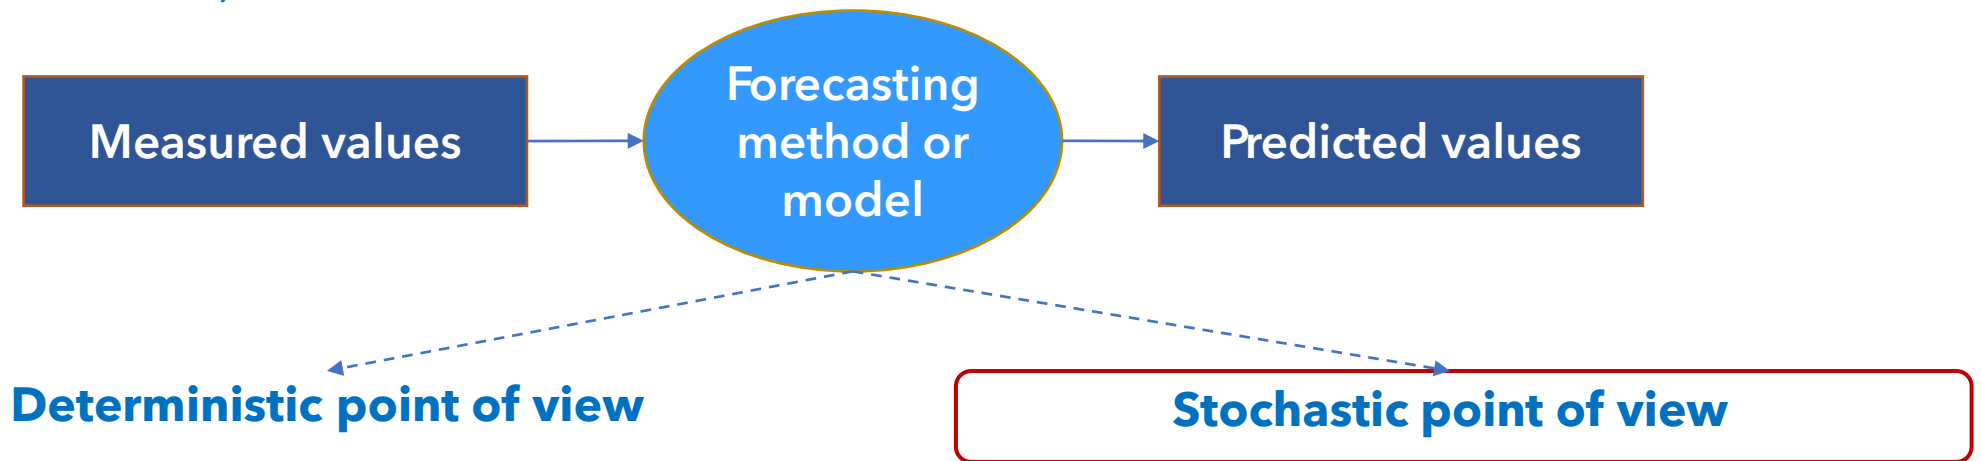 Measured values
Forecasting
method or
model
Predicted values
Deterministic point of view
Stochastic point of view